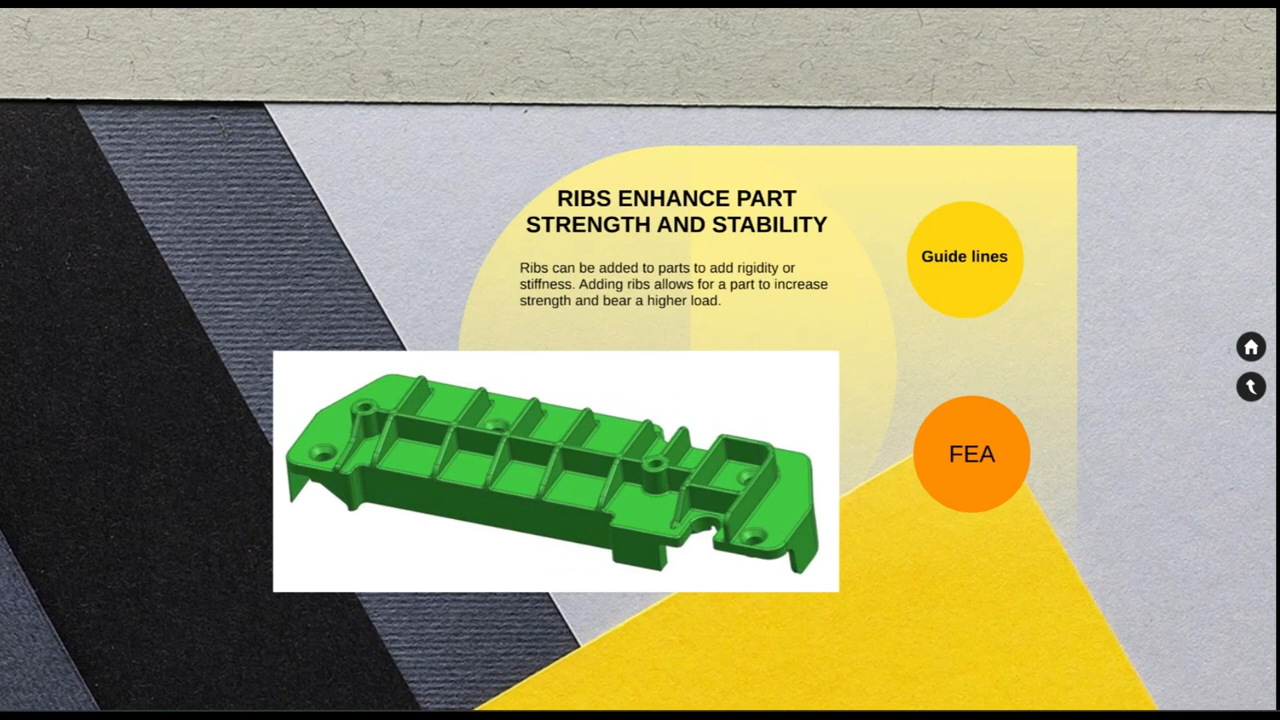 RIBS ENHANCE PART
STRENGTH AND STABILITY
Ribs can be added to parts to add rigidity or
stiffness. Adding ribs allows for a part to increase
strength and bear a higher load.
Guide lines
FEA